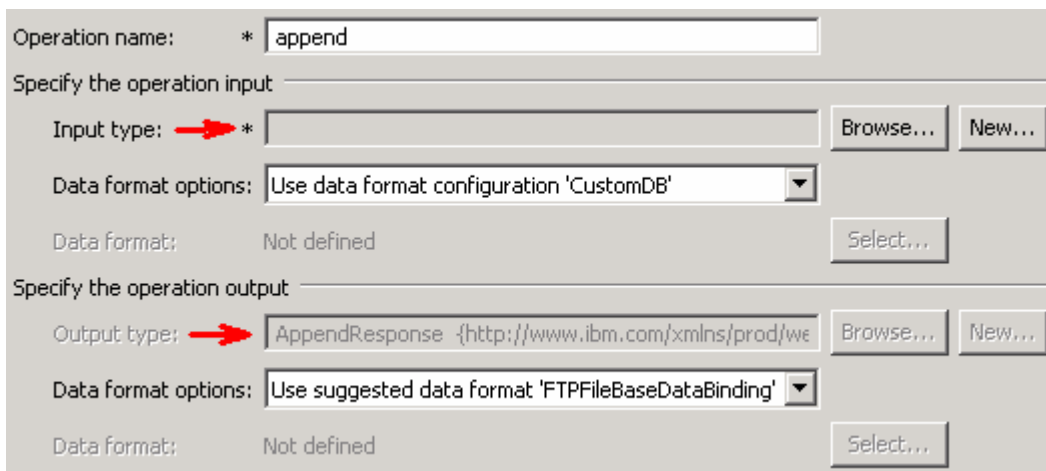 Operation name: * append
Specify the operation input
Input type: * Browse... New...
Data format options: Use data format configuration 'CustomDB'
Data format: Not defined Select...
Specify the operation output
Output type: AppendResponse {http://www.ibm.com/xmlns/prod/we Browse... New...
Data format options: Use suggested data format 'FTPFileBaseDataBinding'
Data format: Not defined Select...